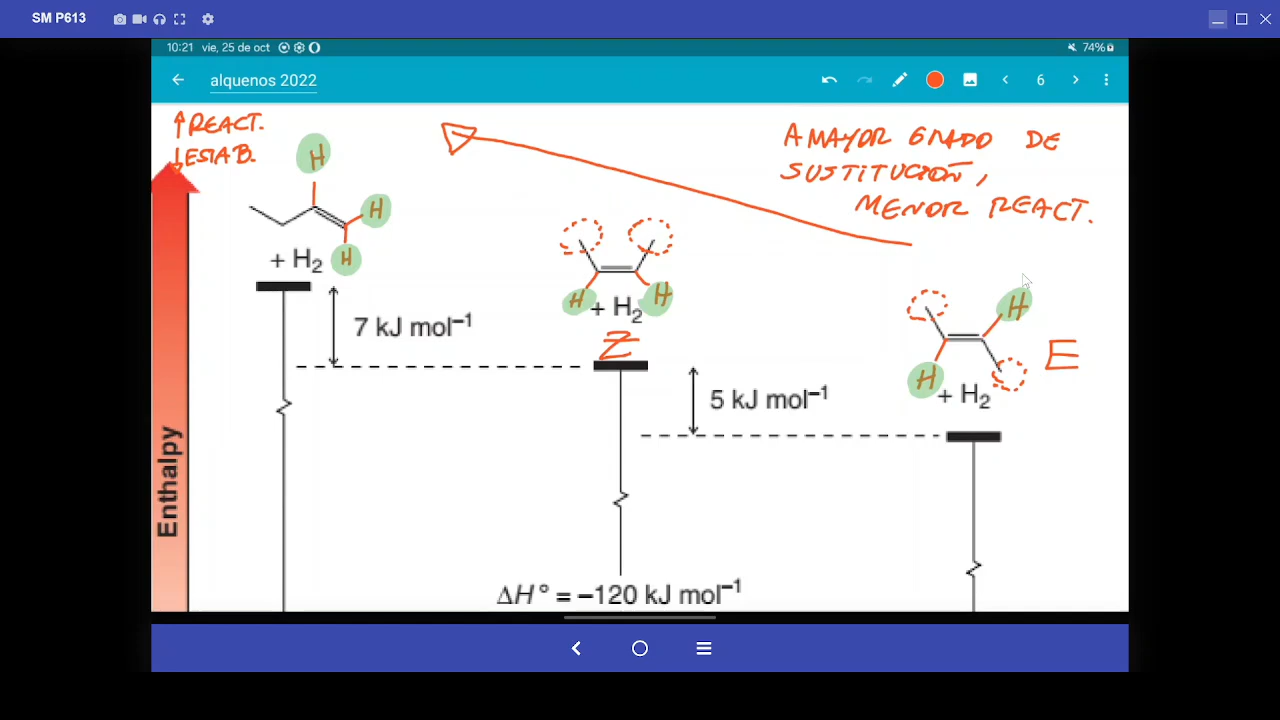 SM P613
10:21 vie, 25 de oct
74%
alquenos 2022
6
↑REACT.
↓ESTAB.
A MAYOR GRADO DE
SUSTITUCIÓN,
MENOR REACT.
H
H
H
+ H₂
7 kJ mol⁻¹
H
H
+ H₂
Z
5 kJ mol⁻¹
H
H
+ H₂
E
Enthalpy
ΔH° = −120 kJ mol⁻¹